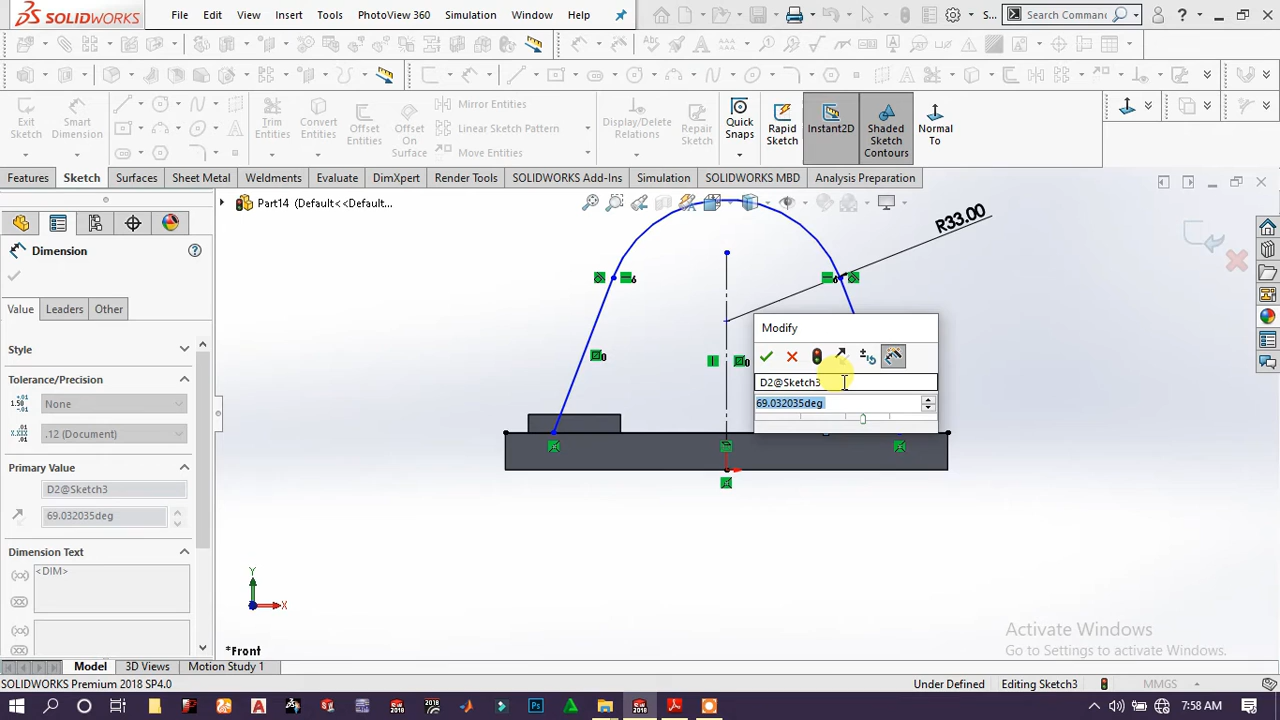 SOLIDWORKS File Edit View Insert Tools PhotoView 360 Simulation Window Help S... Search Comman ?
Exit Sketch Smart Dimension Trim Entities Convert Entities Offset Entities Offset On Surface Mirror Entities Linear Sketch Pattern Move Entities Display/Delete Relations Repair Sketch Quick Snaps Rapid Sketch Instant2D Shaded Sketch Contours Normal To
Features Sketch Surfaces Sheet Metal Weldments Evaluate DimXpert Render Tools SOLIDWORKS Add-Ins Simulation SOLIDWORKS MBD Analysis Preparation
Part14 (Default<<Default...
Dimension
Value Leaders Other
Style
Tolerance/Precision
None
.12 (Document)
Primary Value
D2@Sketch3
69.032035deg
Dimension Text
<DIM>
R33.00
Modify
D2@Sketch3
69.032035deg
Y
X
*Front
Activate Windows
Go to Settings to activate Windows.
Model 3D Views Motion Study 1
SOLIDWORKS Premium 2018 SP4.0 Under Defined Editing Sketch3 MMGS
7:58 AM